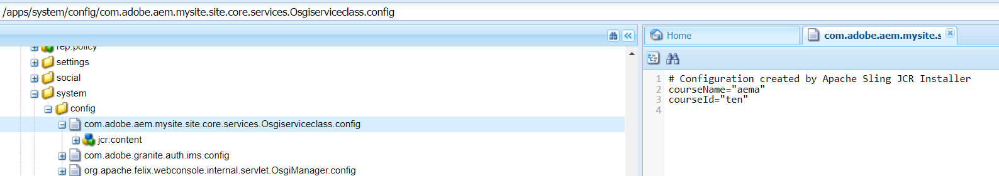 /apps/system/config/com.adobe.aem.mysite.site.core.services.Osgiserviceclass.config
rep:policy
settings
social
system
config
com.adobe.aem.mysite.site.core.services.Osgiserviceclass.config
jcr:content
com.adobe.granite.auth.ims.config
org.apache.felix.webconsole.internal.servlet.OsgiManager.config
Home
com.adobe.aem.mysite.s
1 # Configuration created by Apache Sling JCR Installer
2 courseName="aema"
3 courseId="ten"
4